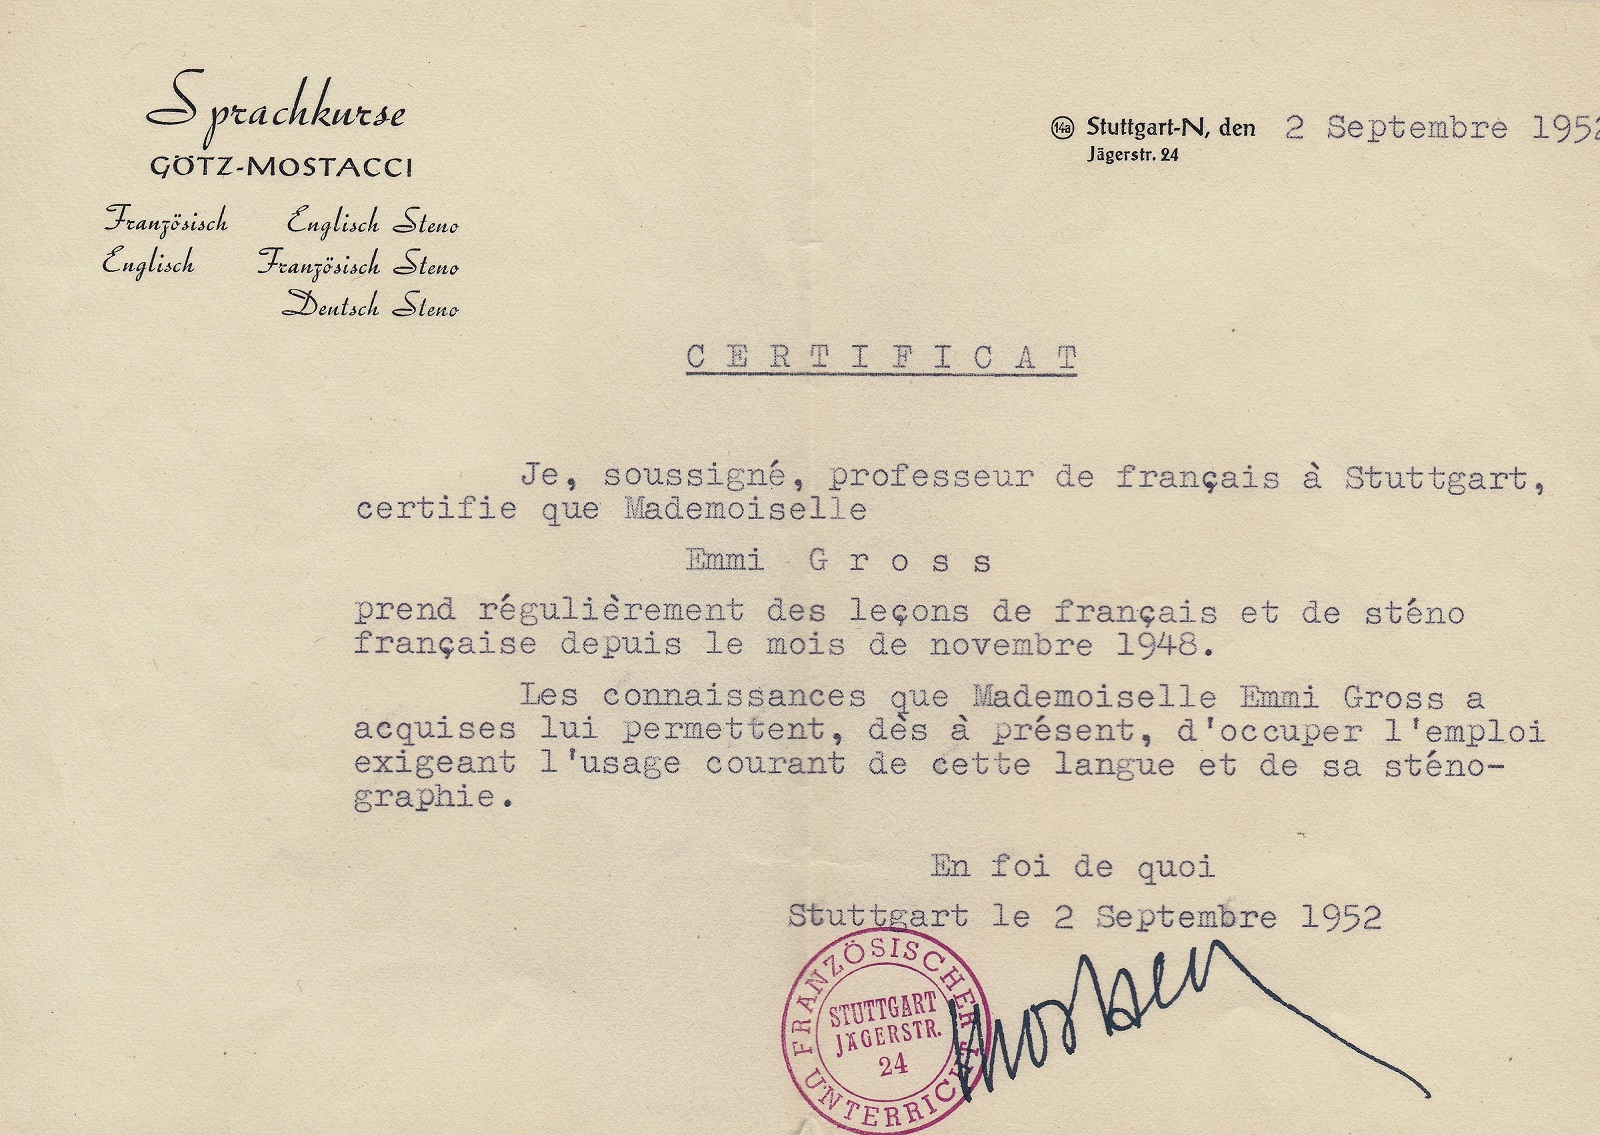 Sprachkurse
GÖTZ-MOSTACCI
Französisch Englisch Steno
Englisch Französisch Steno
Deutsch Steno
14a Stuttgart-N, den 2 Septembre 1952
Jägerstr. 24
C E R T I F I C A T
Je, soussigné, professeur de français à Stuttgart,
certifie que Mademoiselle
Emmi G r o s s
prend régulièrement des leçons de français et de sténo
française depuis le mois de novembre 1948.
Les connaissances que Mademoiselle Emmi Gross a
acquises lui permettent, dès à présent, d'occuper l'emploi
exigeant l'usage courant de cette langue et de sa sténo-
graphie.
En foi de quoi
Stuttgart le 2 Septembre 1952
FRANZÖSISCHER UNTERRICHT
STUTTGART
JÄGERSTR.
24